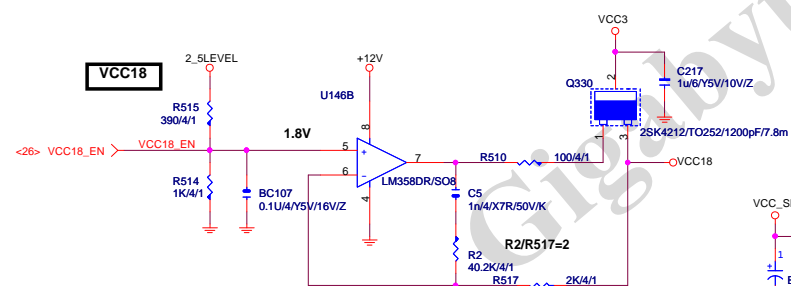 VCC3
VCC18
2_5LEVEL
+12V
Q330
2
C217
1u/6/Y5V/10V/Z
U146B
R515
390/4/1
8
1
3
2SK4212/TO252/1200pF/7.8m
<26> VCC18_EN
VCC18_EN
1.8V
5
+
7
R510
100/4/1
VCC18
6
-
LM358DR/SO8
R514
1K/4/1
BC107
0.1U/4/Y5V/16V/Z
4
C5
1n/4/X7R/50V/K
VCC_S
R2/R517=2
R2
40.2K/4/1
R517
2K/4/1
1
+
Gigaby